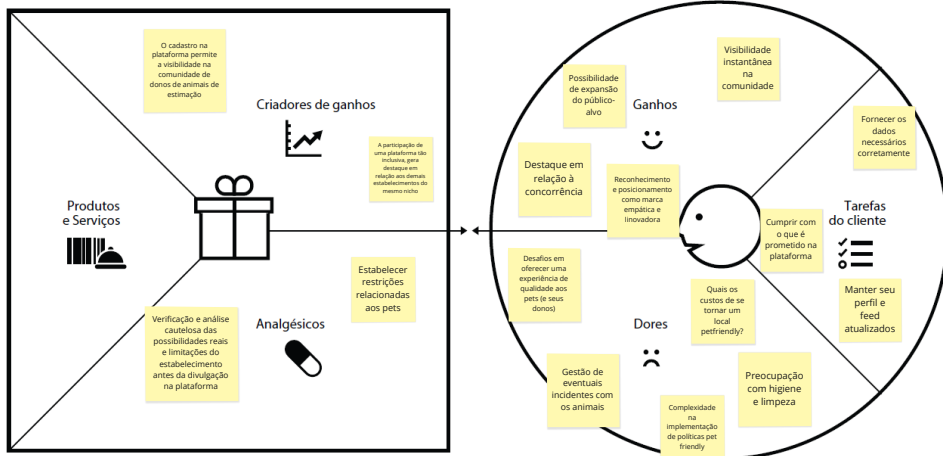 O cadastro na
plataforma permite
a visibilidade na
comunidade de
donos de animais de
estimação
Criadores de ganhos
A participação de
uma plataforma tão
inclusiva, gera
destaque em
relação aos demais
estabelecimentos do
mesmo nicho
Produtos
e Serviços
Estabelecer
restrições
relacionadas
aos pets
Analgésicos
Verificação e análise
cautelosa das
possibilidades reais
e limitações do
estabelecimento
antes da divulgação
na plataforma
Visibilidade
instantânea
na
comunidade
Possibilidade
de expansão
do público-
alvo
Ganhos
Fornecer os
dados
necessários
corretamente
Destaque em
relação à
concorrência
Reconhecimento
e posicionamento
como marca
empática e
Iinovadora
Tarefas
do cliente
Cumprir com
o que é
prometido na
plataforma
Desafios em
oferecer uma
experiência de
qualidade aos
pets (e seus
donos)
Quais os
custos de se
tornar um
local
petfriendly?
Manter seu
perfil e
feed
atualizados
Dores
Gestão de
eventuais
incidentes com
os animais
Preocupação
com higiene
e limpeza
Complexidade
na
implementação
de políticas pet
friendly